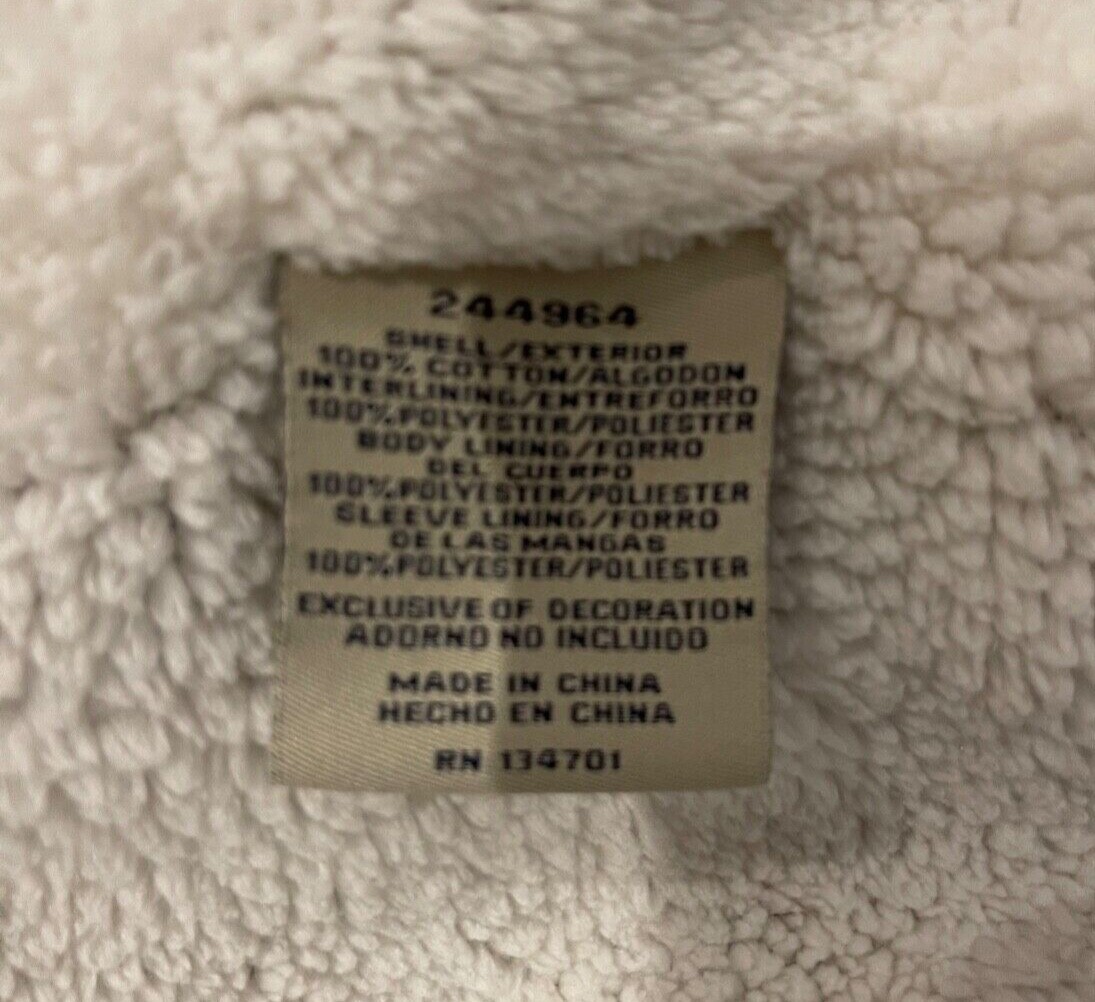 244964
SHELL/EXTERIOR
100% COTTON/ALGODON
INTERLINING/ENTREFORRO
100%POLYESTER/POLIESTER
BODY LINING/FORRO
DEL CUERPO
100%POLYESTER/POLIESTER
SLEEVE LINING/FORRO
DE LAS MANGAS
100%POLYESTER/POLIESTER
EXCLUSIVE OF DECORATION
ADORNO NO INCLUIDO
MADE IN CHINA
HECHO EN CHINA
RN 134701